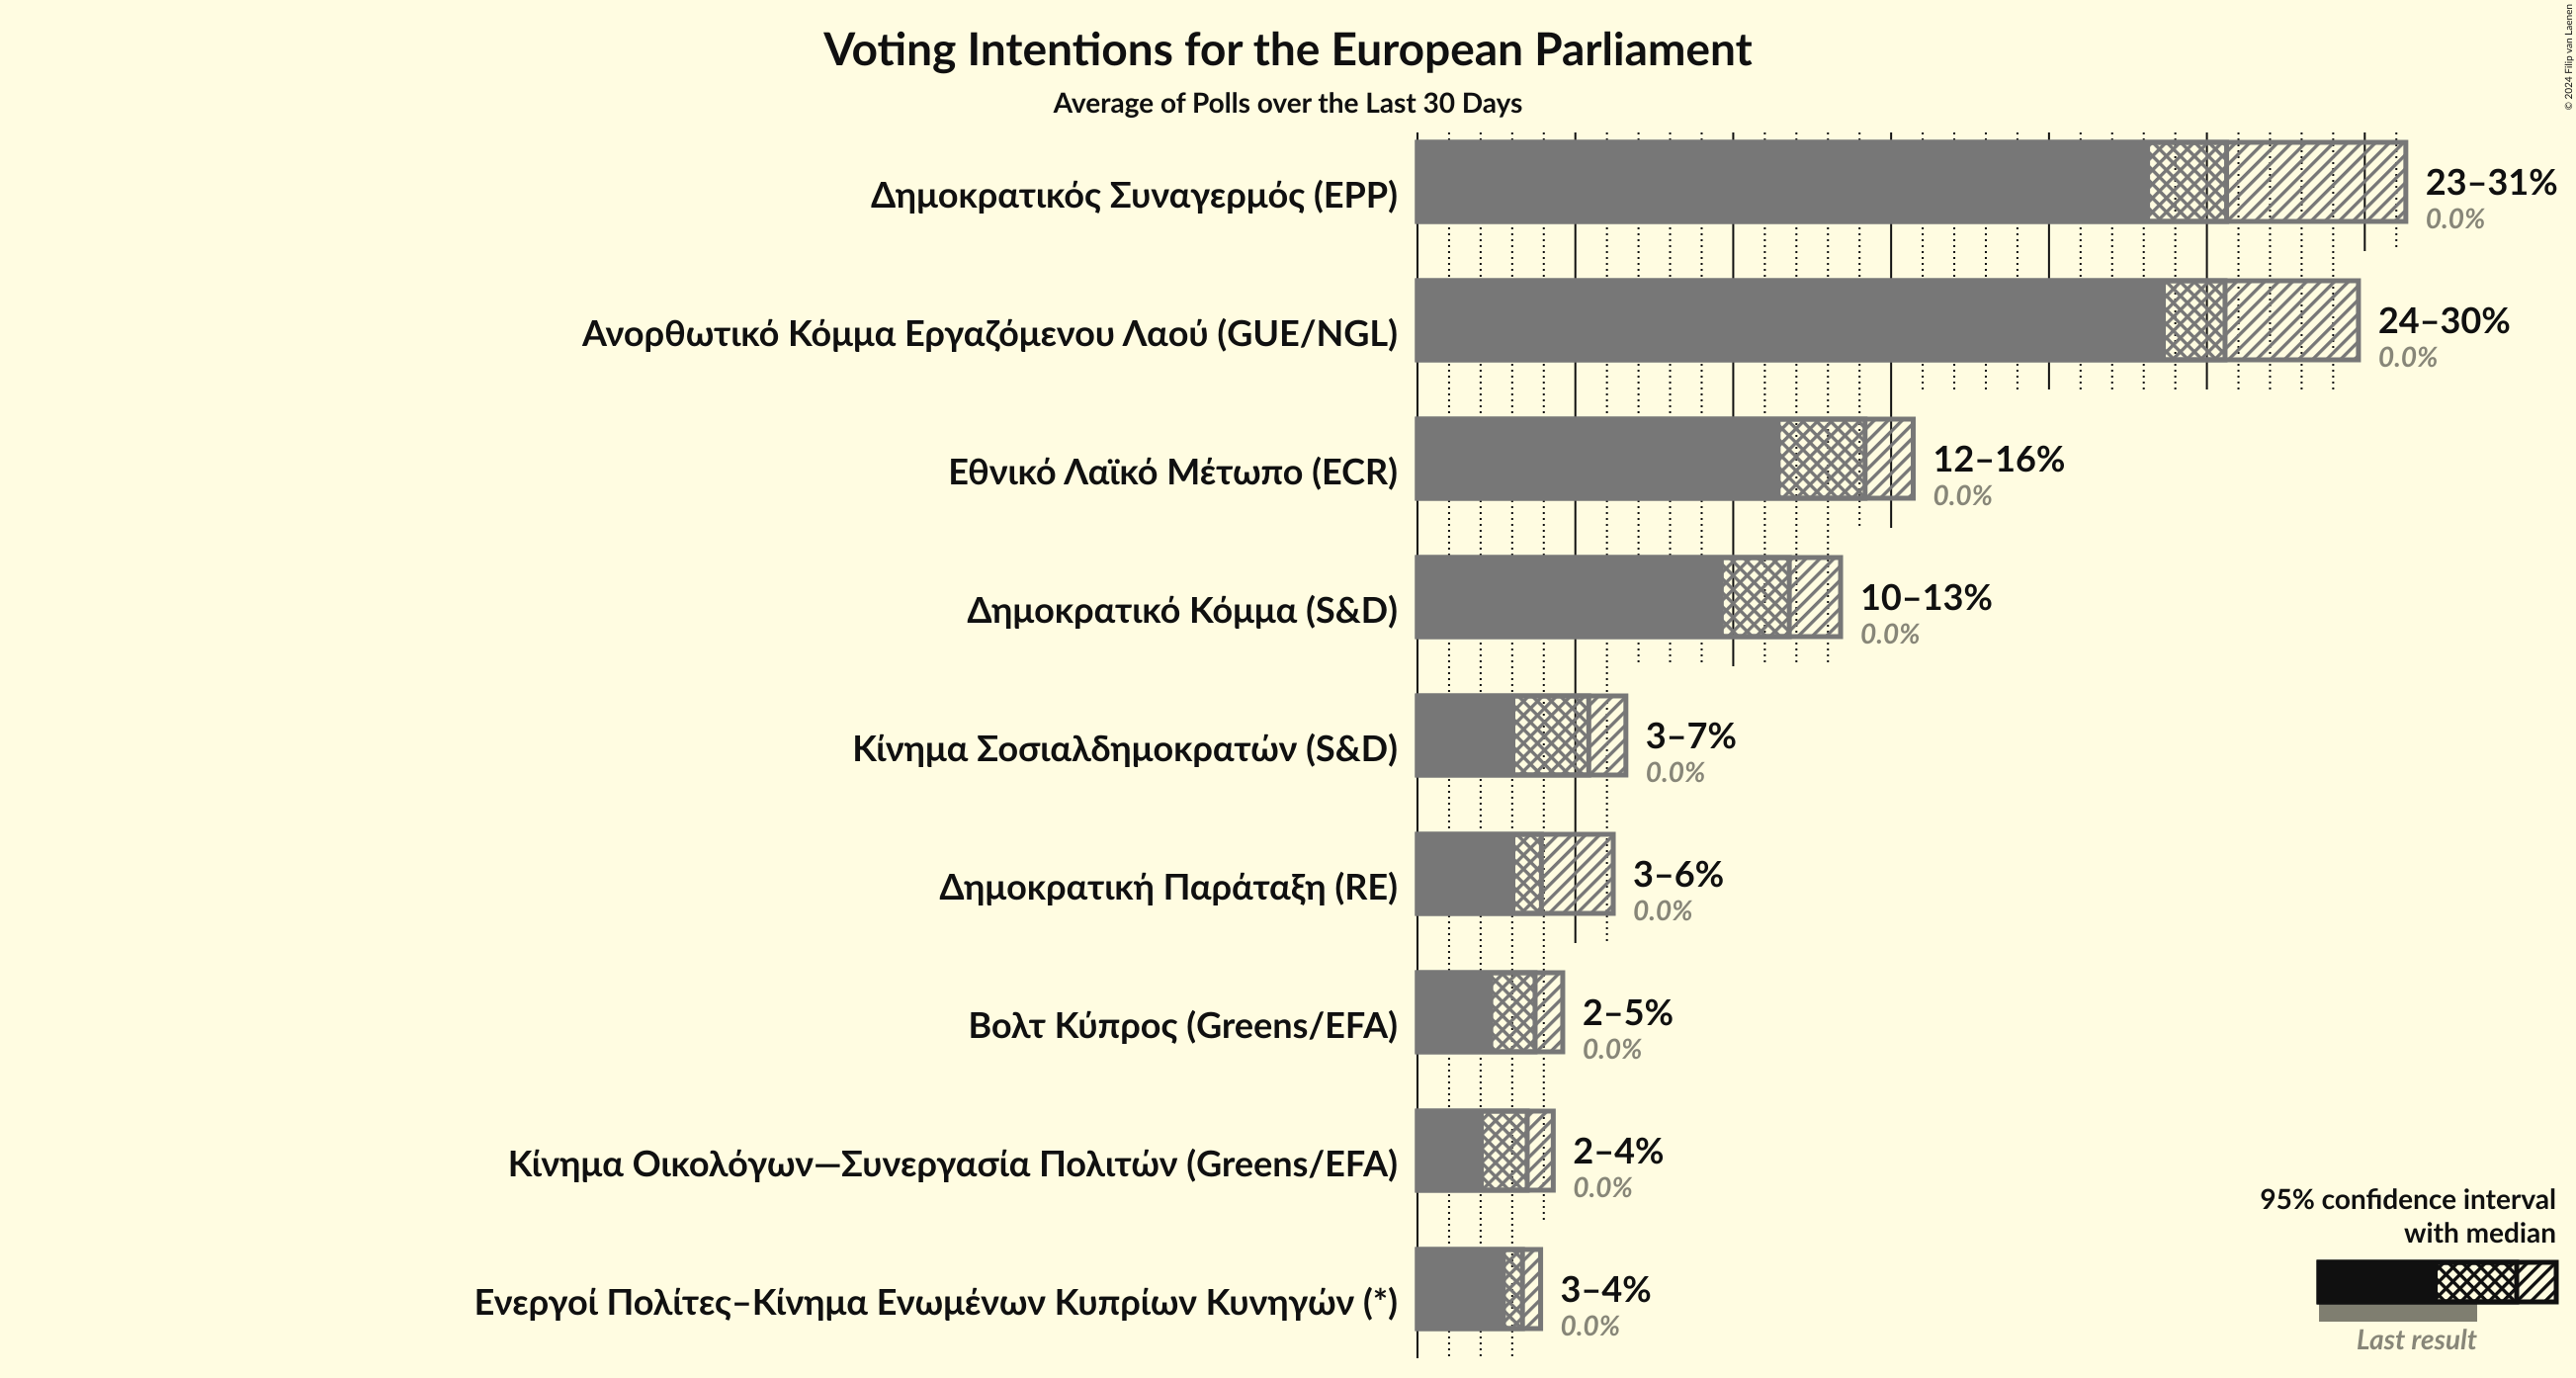 Voting Intentions for the European Parliament
Average of Polls over the Last 30 Days
© 2024 Filip van Laenen
Δημοκρατικός Συναγερμός (EPP)
23–31%
0.0%
Ανορθωτικό Κόμμα Εργαζόμενου Λαού (GUE/NGL)
24–30%
0.0%
Εθνικό Λαϊκό Μέτωπο (ECR)
12–16%
0.0%
Δημοκρατικό Κόμμα (S&D)
10–13%
0.0%
Κίνημα Σοσιαλδημοκρατών (S&D)
3–7%
0.0%
Δημοκρατική Παράταξη (RE)
3–6%
0.0%
Βολτ Κύπρος (Greens/EFA)
2–5%
0.0%
Κίνημα Οικολόγων—Συνεργασία Πολιτών (Greens/EFA)
2–4%
0.0%
Ενεργοί Πολίτες–Κίνημα Ενωμένων Κυπρίων Κυνηγών (*)
3–4%
0.0%
95% confidence interval
with median
Last result